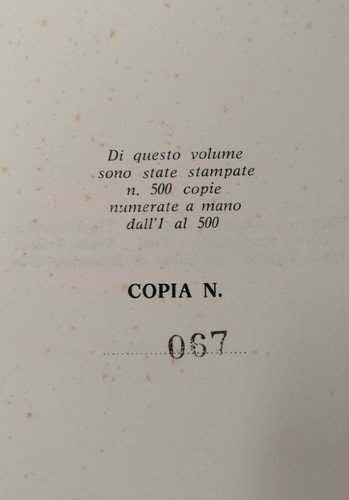 Di questo volume
sono state stampate
n. 500 copie
numerate a mano
dall'1 al 500
COPIA N.
067